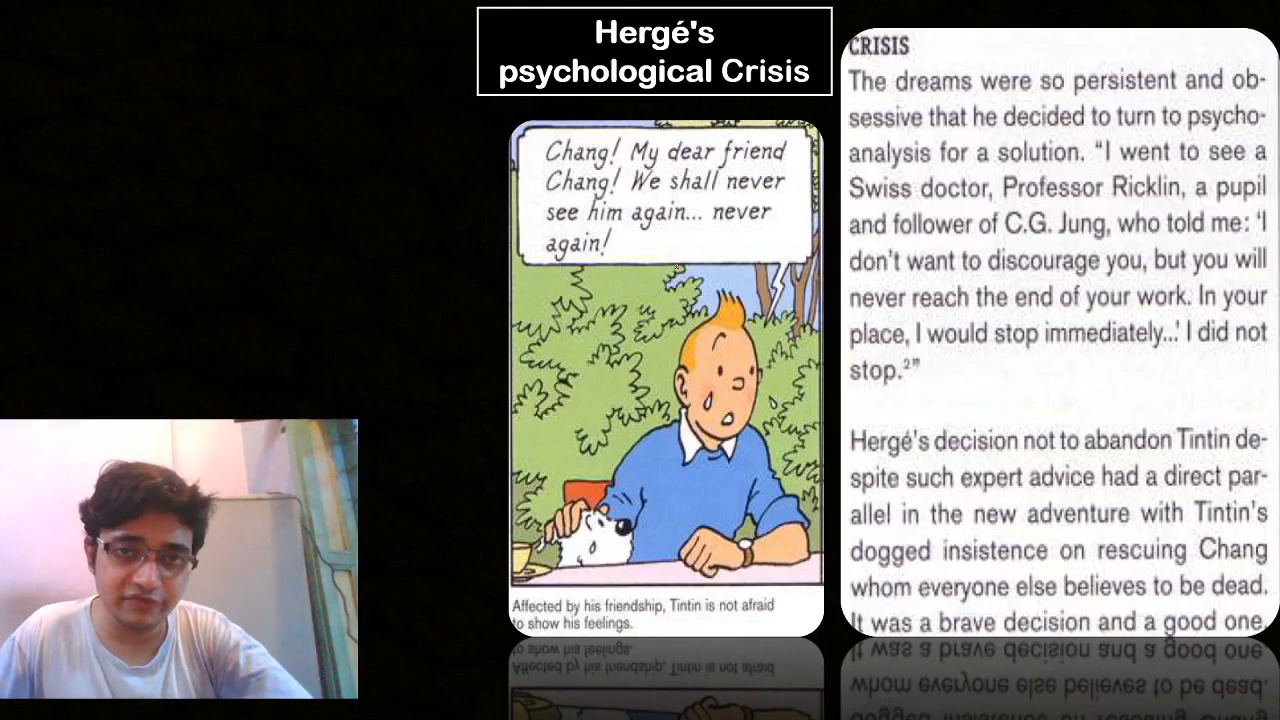 Hergé's
psychological Crisis
Chang! My dear friend
Chang! We shall never
see him again... never
again!
Affected by his friendship, Tintin is not afraid
to show his feelings.
CRISIS
The dreams were so persistent and ob-
sessive that he decided to turn to psycho-
analysis for a solution. “I went to see a
Swiss doctor, Professor Ricklin, a pupil
and follower of C.G. Jung, who told me: ‘I
don’t want to discourage you, but you will
never reach the end of your work. In your
place, I would stop immediately...’ I did not
stop.²”
Hergé’s decision not to abandon Tintin de-
spite such expert advice had a direct par-
allel in the new adventure with Tintin’s
dogged insistence on rescuing Chang
whom everyone else believes to be dead.
It was a brave decision and a good one.